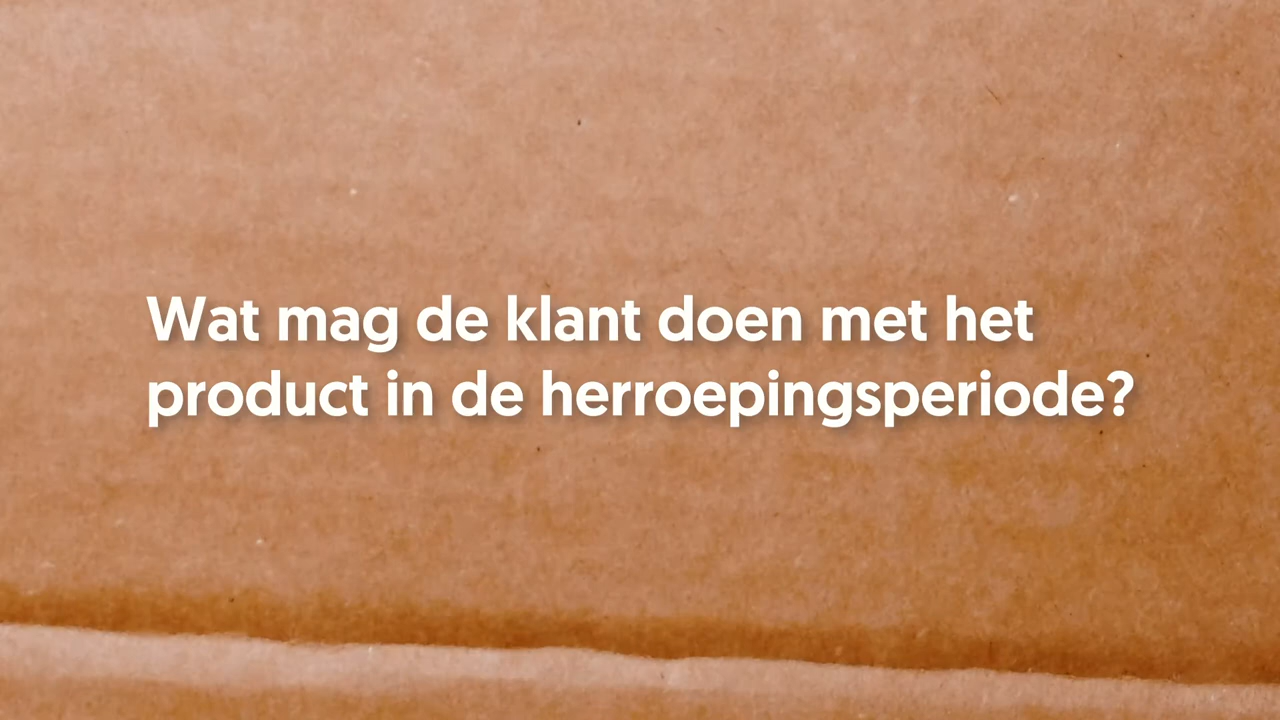 Wat mag de klant doen met het
product in de herroepingsperiode?